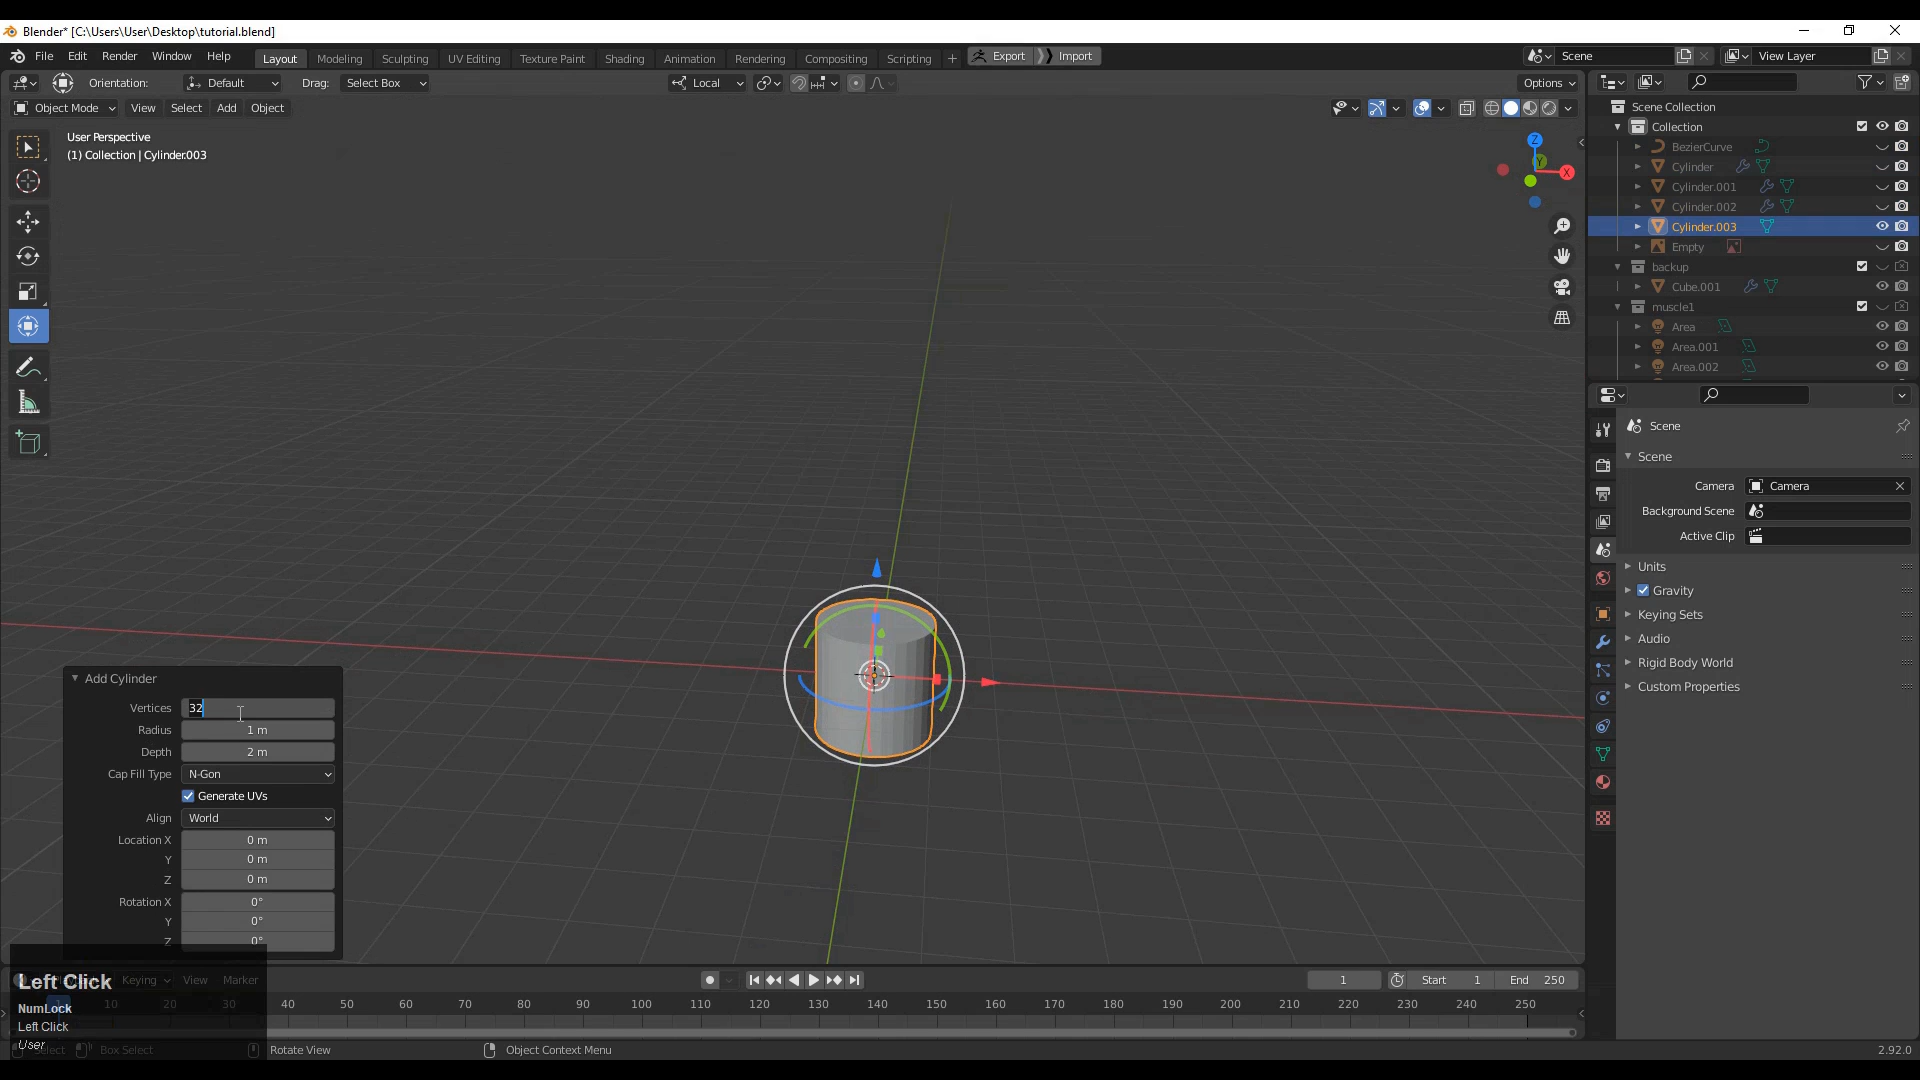 Blender* [C:\Users\User\Desktop\tutorial.blend]
File Edit Render Window Help Layout Modeling Sculpting UV Editing Texture Paint Shading Animation Rendering Compositing Scripting + Export Import Scene View Layer
Orientation: Default Drag: Select Box Local Options
Object Mode View Select Add Object
User Perspective
(1) Collection | Cylinder.003
Z
Y
X
Scene Collection
Collection
BezierCurve
Cylinder
Cylinder.001
Cylinder.002
Cylinder.003
Empty
backup
Cube.001
muscle1
Area
Area.001
Area.002
Scene
Scene
Camera Camera
Background Scene
Active Clip
Units
Gravity
Keying Sets
Audio
Rigid Body World
Custom Properties
Add Cylinder
Vertices 32
Radius 1 m
Depth 2 m
Cap Fill Type N-Gon
Generate UVs
Align World
Location X 0 m
Y 0 m
Z 0 m
Rotation X 0°
Y 0°
Z 0°
Keying View Marker 1 Start 1 End 250
Left Click
NumLock
Left Click
User
1 10 20 30 40 50 60 70 80 90 100 110 120 130 140 150 160 170 180 190 200 210 220 230 240 250
Select Box Select Rotate View Object Context Menu 2.92.0